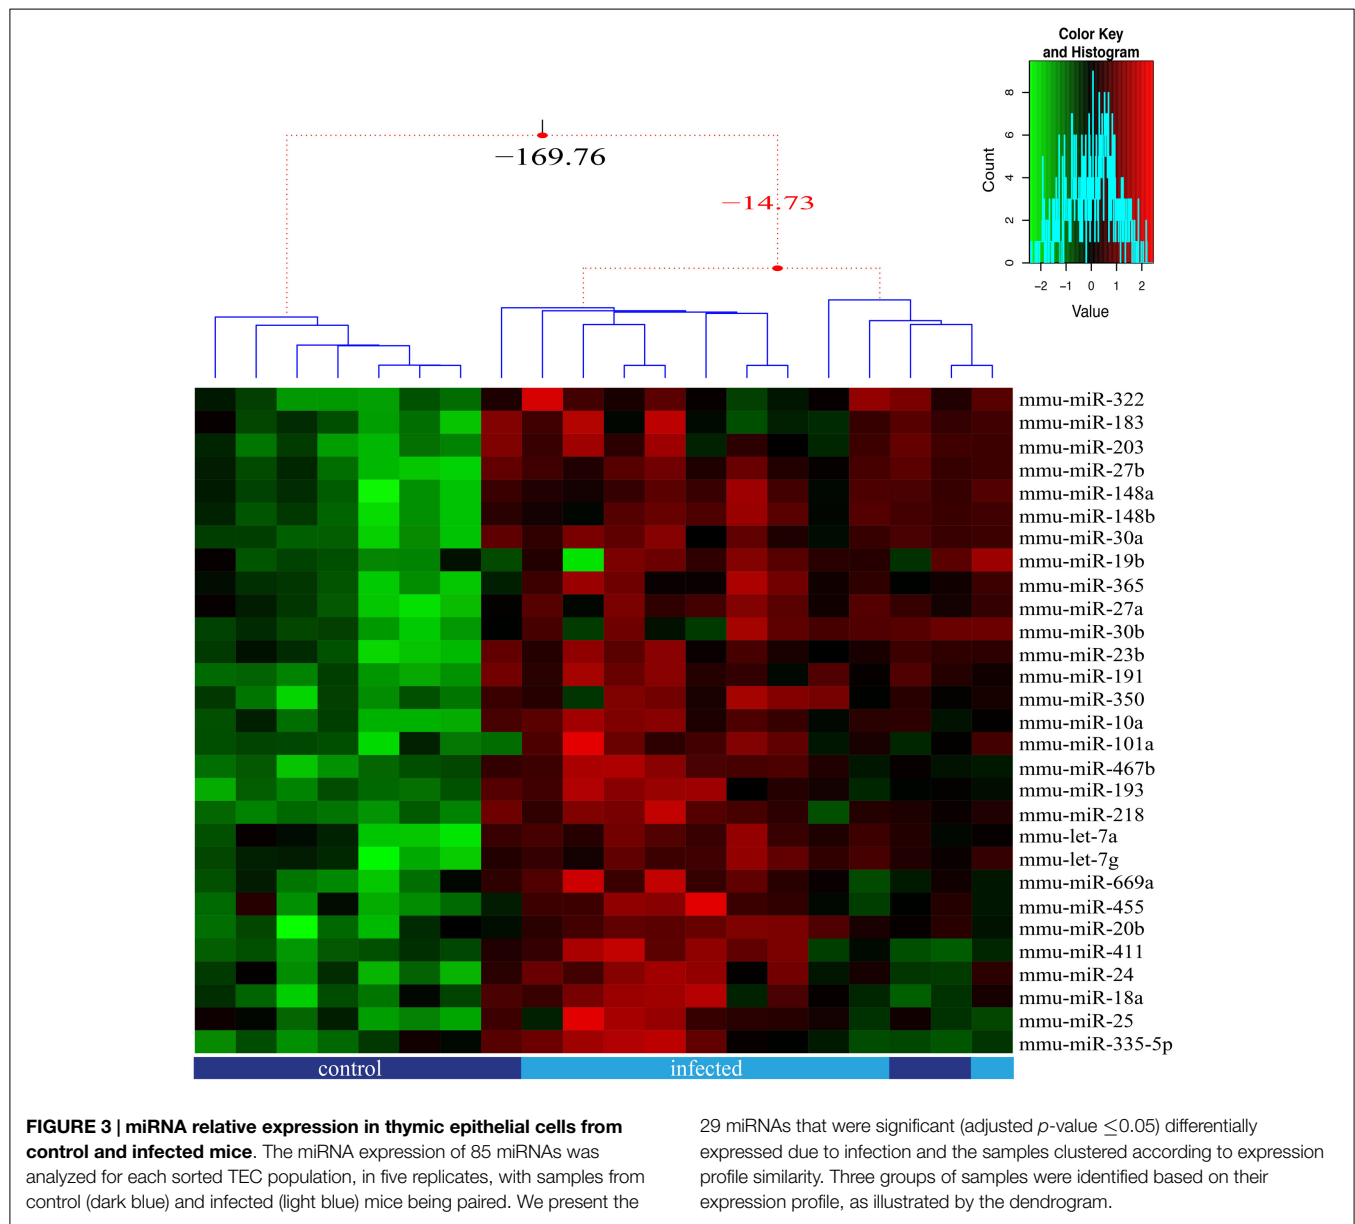 Color Key
and Histogram
Count
8
6
4
2
0
−2 −1 0 1 2
Value
−169.76
−14.73
mmu-miR-322
mmu-miR-183
mmu-miR-203
mmu-miR-27b
mmu-miR-148a
mmu-miR-148b
mmu-miR-30a
mmu-miR-19b
mmu-miR-365
mmu-miR-27a
mmu-miR-30b
mmu-miR-23b
mmu-miR-191
mmu-miR-350
mmu-miR-10a
mmu-miR-101a
mmu-miR-467b
mmu-miR-193
mmu-miR-218
mmu-let-7a
mmu-let-7g
mmu-miR-669a
mmu-miR-455
mmu-miR-20b
mmu-miR-411
mmu-miR-24
mmu-miR-18a
mmu-miR-25
mmu-miR-335-5p
control
infected
FIGURE 3 | miRNA relative expression in thymic epithelial cells from
control and infected mice. The miRNA expression of 85 miRNAs was
analyzed for each sorted TEC population, in five replicates, with samples from
control (dark blue) and infected (light blue) mice being paired. We present the
29 miRNAs that were significant (adjusted p-value ≤0.05) differentially
expressed due to infection and the samples clustered according to expression
profile similarity. Three groups of samples were identified based on their
expression profile, as illustrated by the dendrogram.